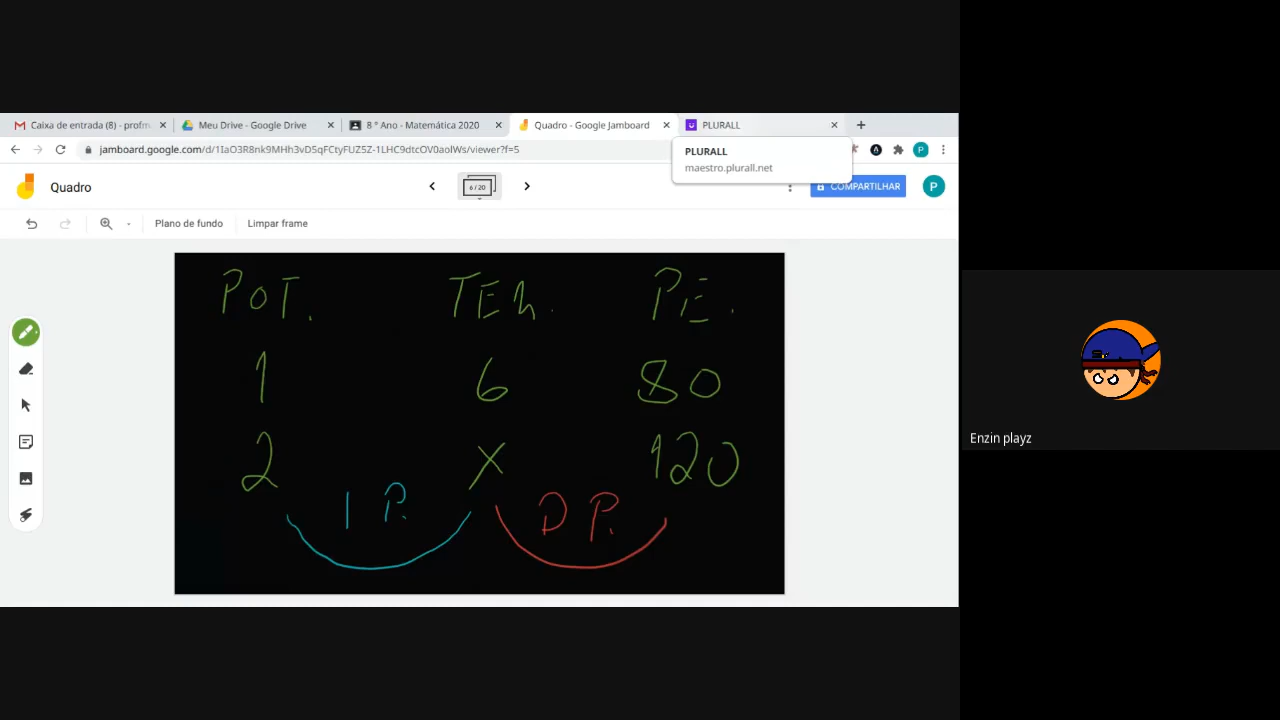 Caixa de entrada (8) - profm
Meu Drive - Google Drive
8 º Ano - Matemática 2020
Quadro - Google Jamboard
PLURALL
jamboard.google.com/d/1IaO3R8nk9MHh3vD5qFCtyFUZ5Z-1LHC9dtcOV0aoIWs/viewer?f=5
PLURALL
maestro.plurall.net
P
Quadro
6 / 20
COMPARTILHAR
P
Plano de fundo
Limpar frame
POT. TEM. PE.
1 6 80
2 X 120
I P. D P.
Enzin playz